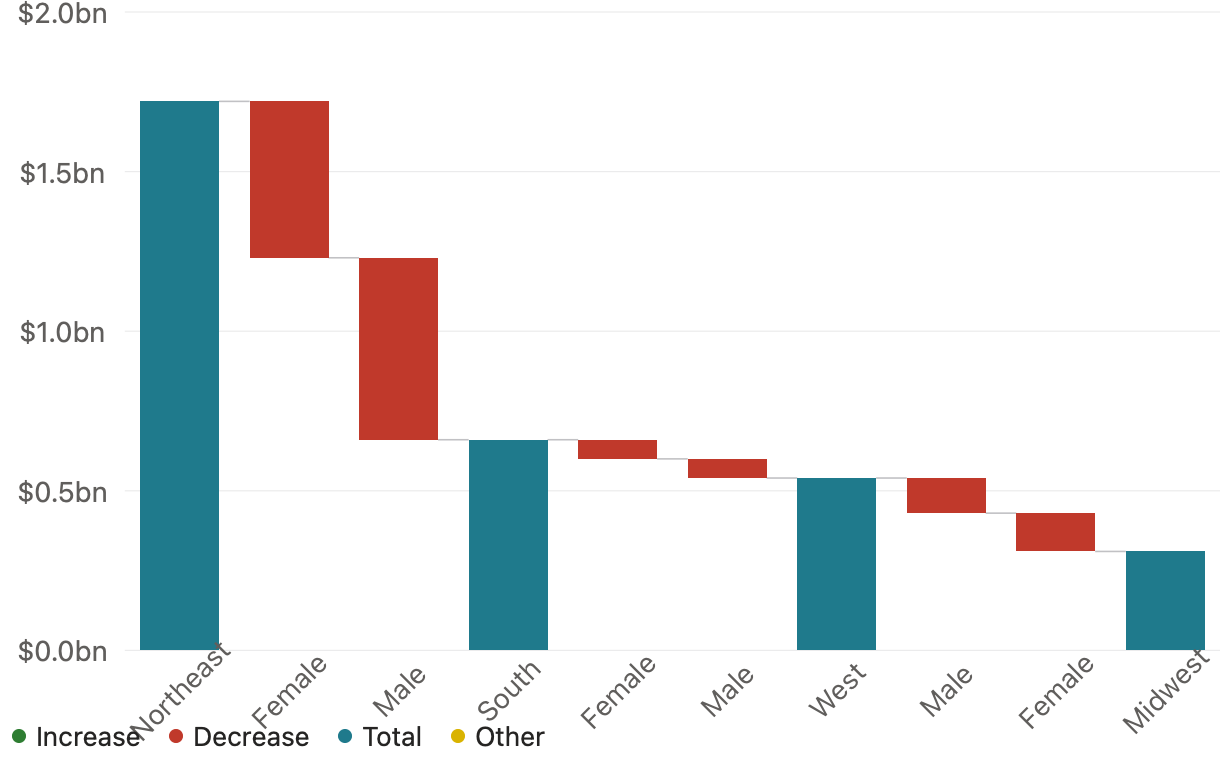 $2.0bn
$1.5bn
$1.0bn
$0.5bn
$0.0bn
Northeast
Female
Male
South
Female
Male
West
Male
Female
Midwest
Increase Decrease Total Other